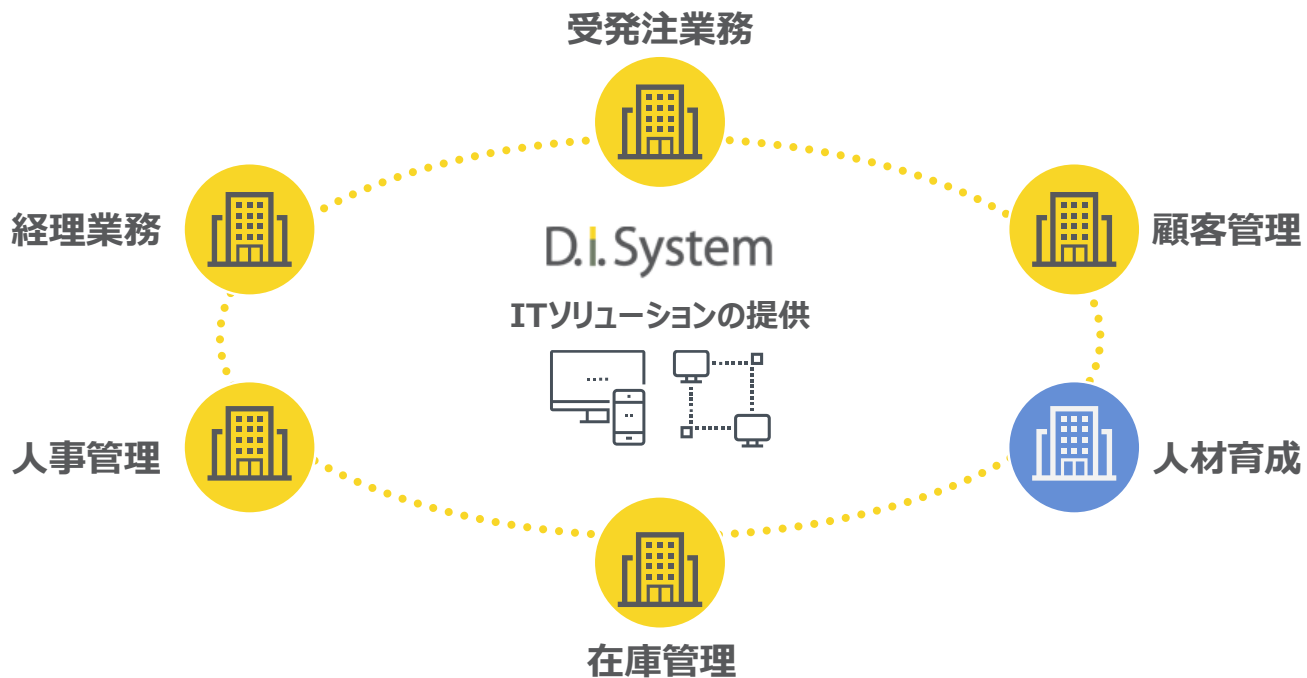 受発注業務
経理業務
顧客管理
D.I.System
ITソリューションの提供
人事管理
人材育成
在庫管理